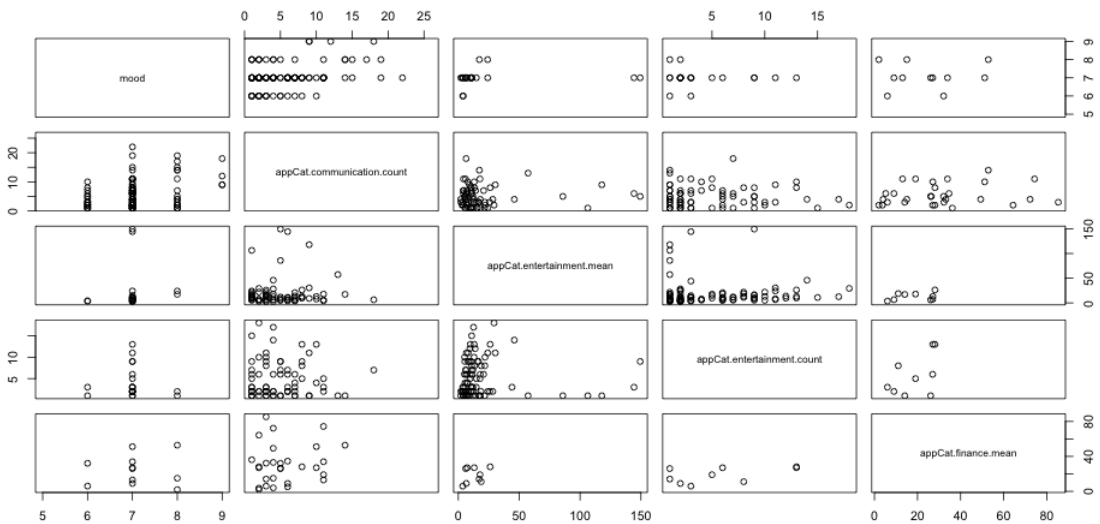 0 5 10 15 20 25
5 10 15
mood
6 7 8 9
5
appCat.communication.count
0 10 20
appCat.entertainment.mean
0 50 150
appCat.entertainment.count
5 10
appCat.finance.mean
0 40 80
5 6 7 8 9
0 50 100 150
0 20 40 60 80